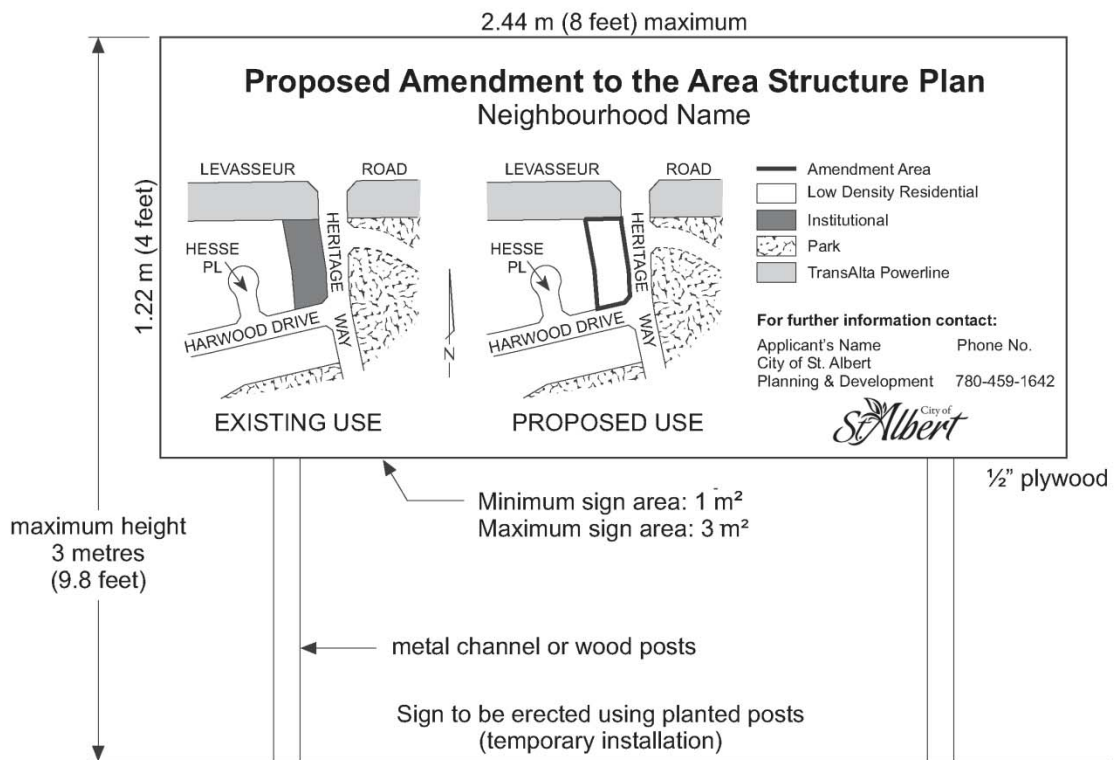 2.44 m (8 feet) maximum
Proposed Amendment to the Area Structure Plan
Neighbourhood Name
1.22 m (4 feet)
LEVASSEUR ROAD
HESSE
PL
HERITAGE
WAY
HARWOOD DRIVE
EXISTING USE
N
LEVASSEUR ROAD
HESSE
PL
HERITAGE
WAY
HARWOOD DRIVE
PROPOSED USE
Amendment Area
Low Density Residential
Institutional
Park
TransAlta Powerline
For further information contact:
Applicant's Name Phone No.
City of St. Albert
Planning & Development 780-459-1642
City of
St. Albert
½" plywood
Minimum sign area: 1 m²
Maximum sign area: 3 m²
maximum height
3 metres
(9.8 feet)
metal channel or wood posts
Sign to be erected using planted posts
(temporary installation)